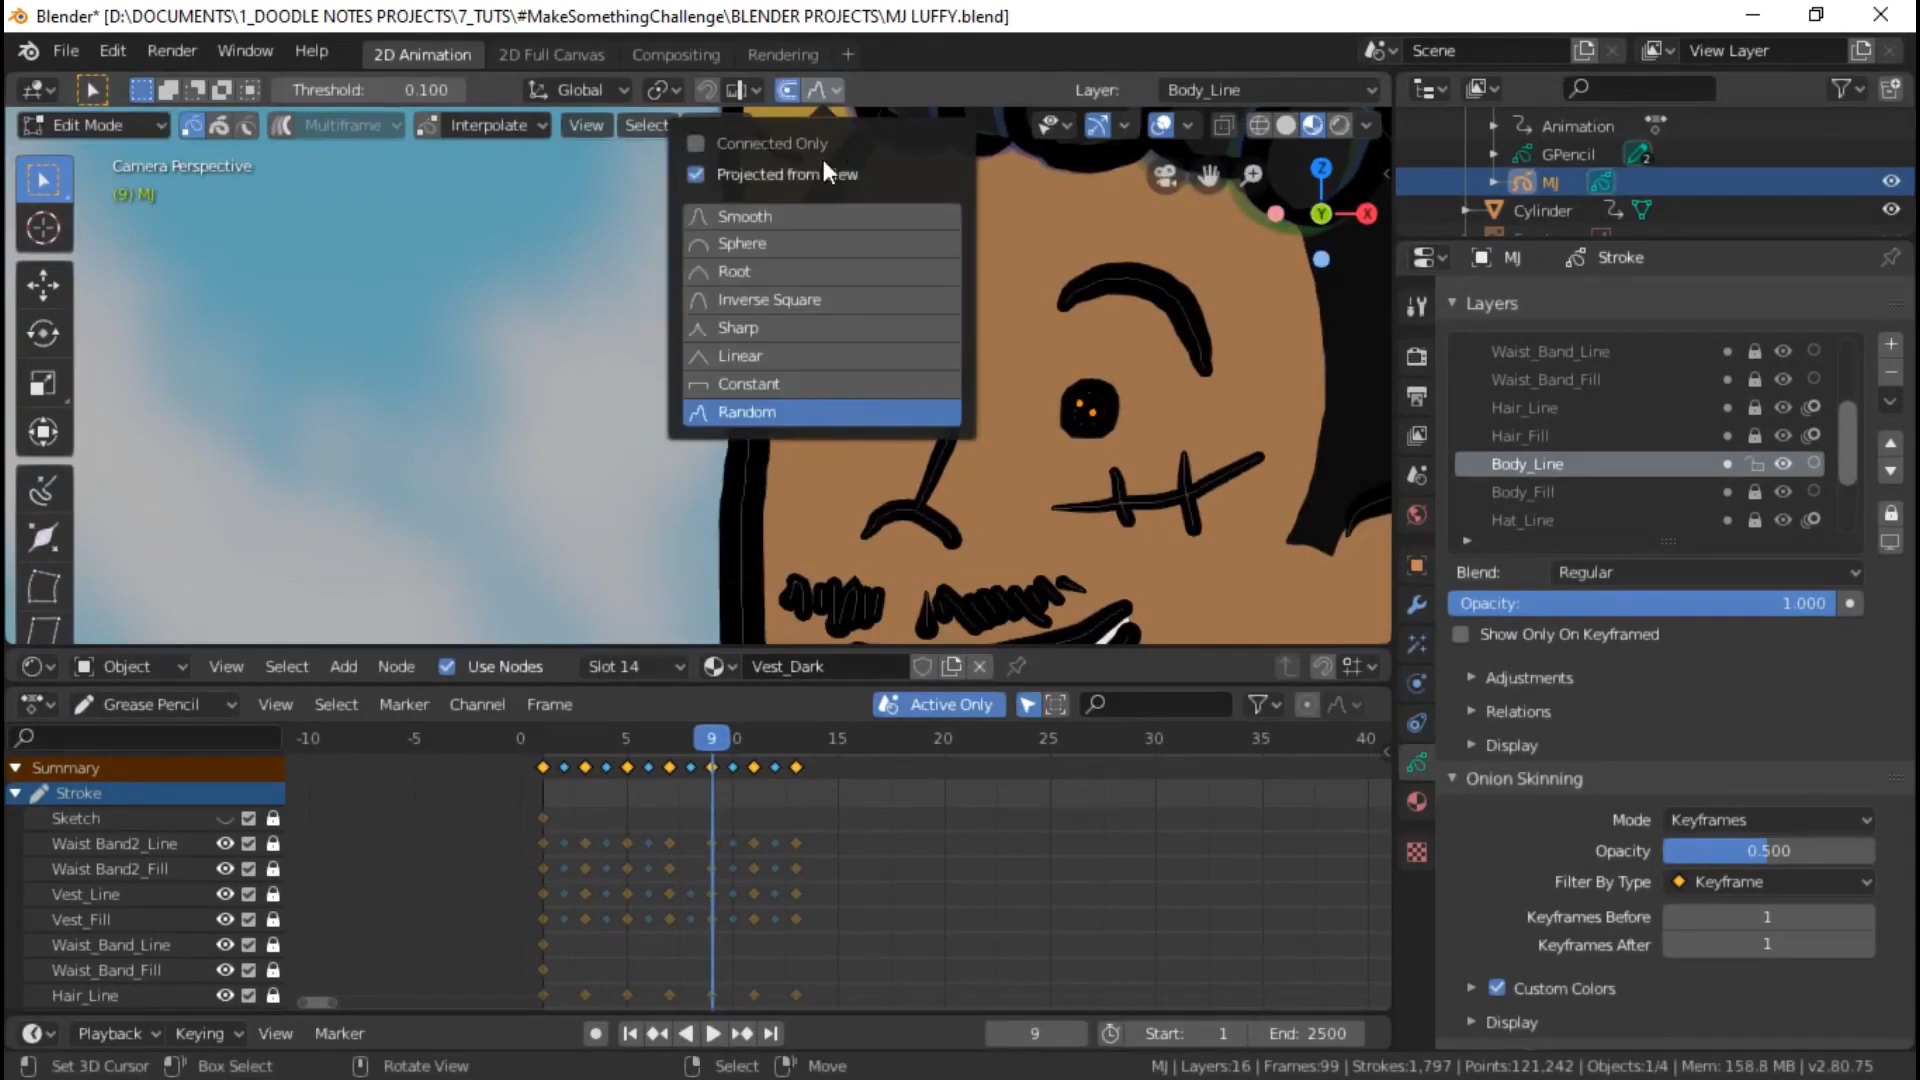 Blender* [D:\DOCUMENTS\1_DOODLE NOTES PROJECTS\7_TUTS\#MakeSomethingChallenge\BLENDER PROJECTS\MJ LUFFY.blend]
File Edit Render Window Help 2D Animation 2D Full Canvas Compositing Rendering + Scene View Layer
Threshold: 0.100 Global Layer: Body_Line
Edit Mode Multiframe Interpolate View Select
Camera Perspective
(9) MJ
Connected Only
Projected from View
Smooth
Sphere
Root
Inverse Square
Sharp
Linear
Constant
Random
Z
Y
X
Animation
GPencil 2
MJ
Cylinder
MJ Stroke
Layers
Waist_Band_Line
Waist_Band_Fill
Hair_Line
Hair_Fill
Body_Line
Body_Fill
Hat_Line
Blend: Regular
Opacity: 1.000
Show Only On Keyframed
Adjustments
Relations
Display
Onion Skinning
Mode Keyframes
Opacity 0.500
Filter By Type Keyframe
Keyframes Before 1
Keyframes After 1
Custom Colors
Display
Object View Select Add Node Use Nodes Slot 14 Vest_Dark
Grease Pencil View Select Marker Channel Frame Active Only
-10 -5 0 5 9 0 15 20 25 30 35 40
Summary
Stroke
Sketch
Waist Band2_Line
Waist Band2_Fill
Vest_Line
Vest_Fill
Waist_Band_Line
Waist_Band_Fill
Hair_Line
Playback Keying View Marker 9 Start: 1 End: 2500
Set 3D Cursor Box Select Rotate View Select Move MJ | Layers:16 | Frames:99 | Strokes:1,797 | Points:121,242 | Objects:1/4 | Mem: 158.8 MB | v2.80.75